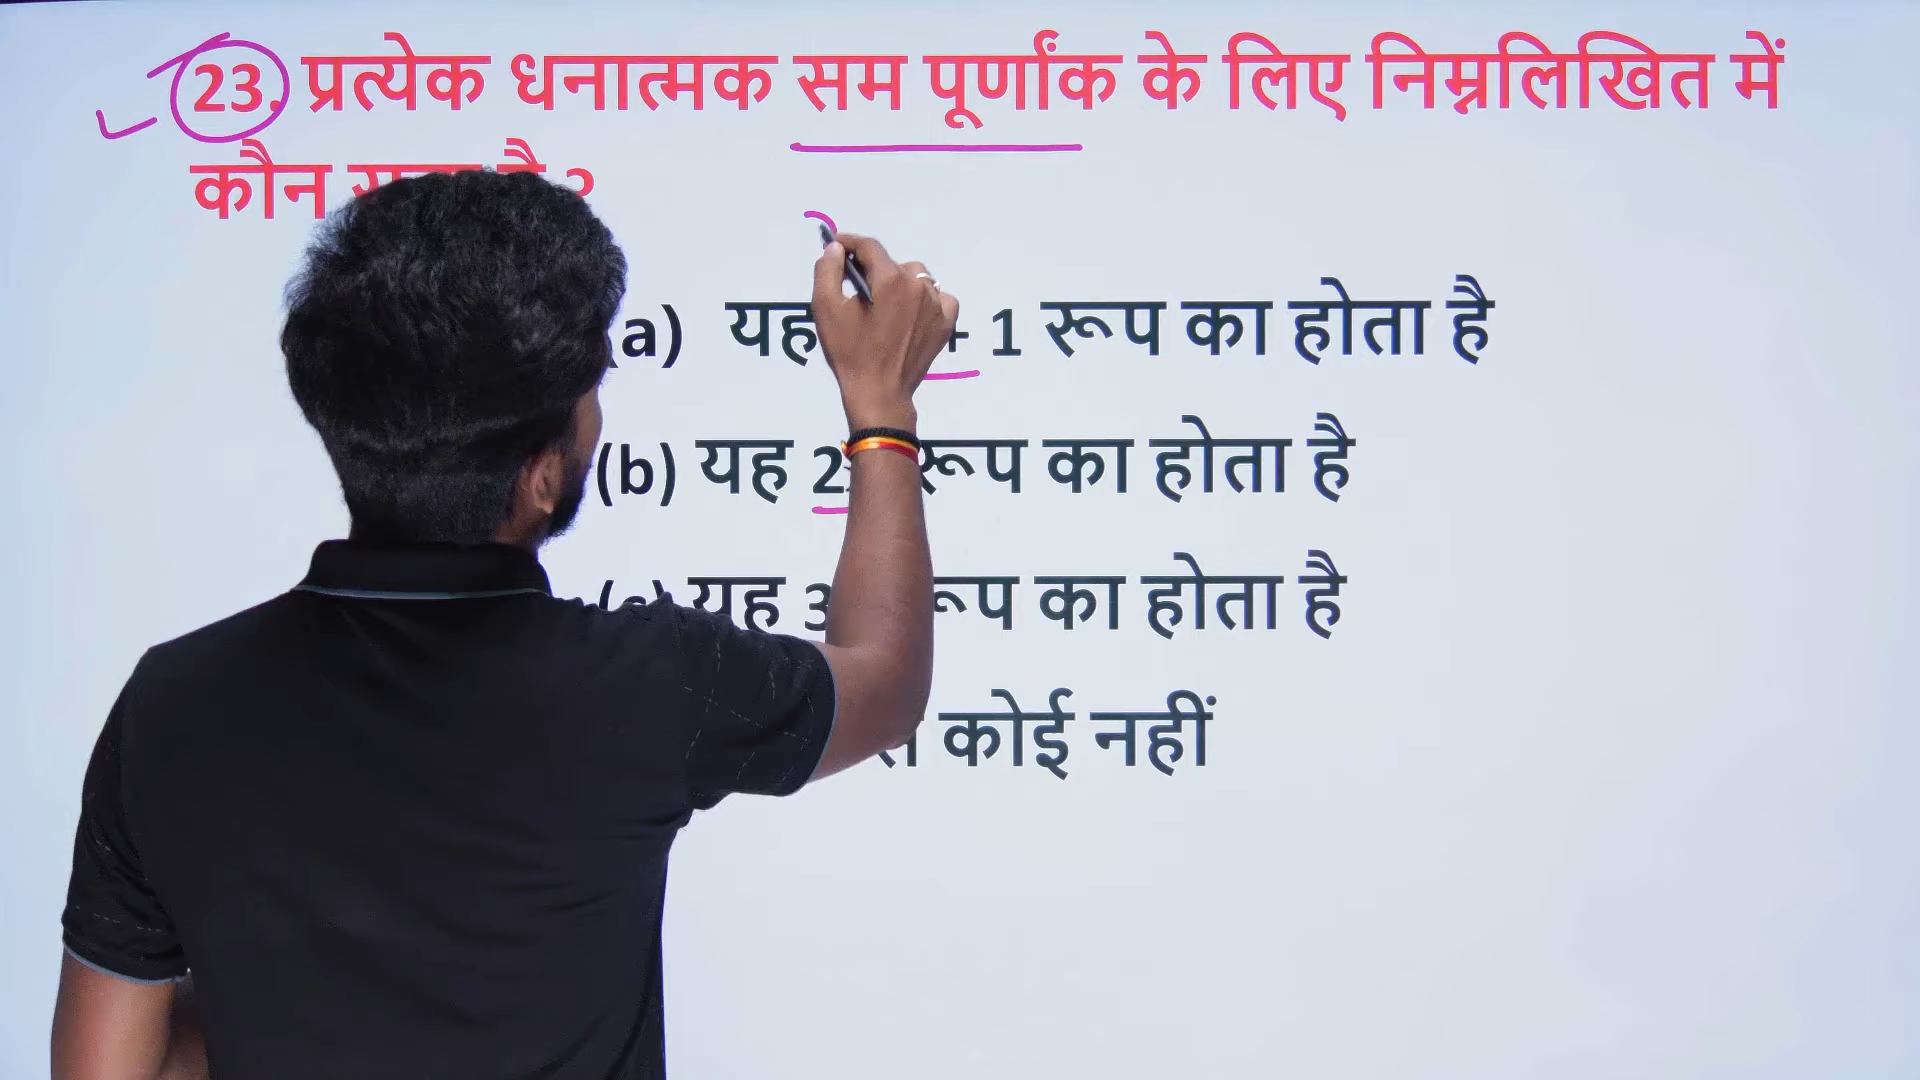 23. प्रत्येक धनात्मक सम पूर्णांक के लिए निम्नलिखित में
कौन है ?
(a) यह + 1 रूप का होता है
(b) यह 2 रूप का होता है
(c) यह 3 रूप का होता है
कोई नहीं